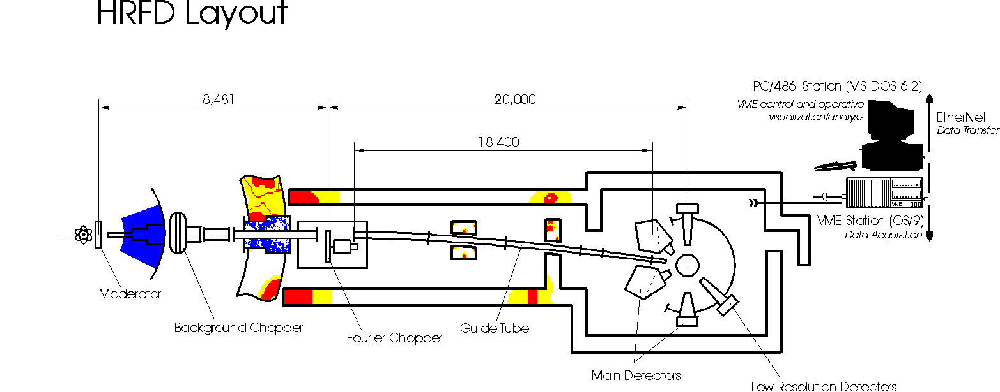 HRFD Layout
PC/486i Station (MS-DOS 6.2)
8,481
20,000
VME control and operative
visualization/analysis
EtherNet
Data Transfer
18,400
VME
VME Station (OS/9)
Data Acquisition
Moderator
Background Chopper
Fourier Chopper
Guide Tube
Main Detectors
Low Resolution Detectors